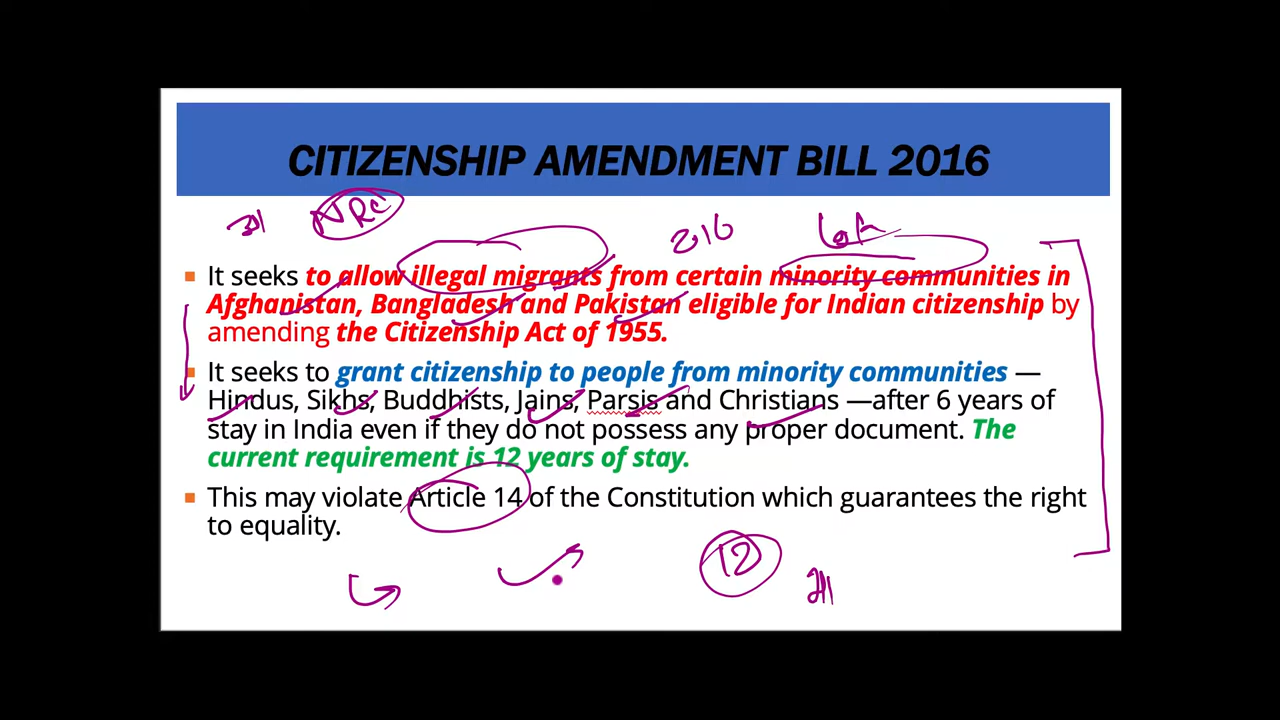 CITIZENSHIP AMENDMENT BILL 2016
NRC
2016
It seeks to allow illegal migrants from certain minority communities in
Afghanistan, Bangladesh and Pakistan eligible for Indian citizenship by
amending the Citizenship Act of 1955.
It seeks to grant citizenship to people from minority communities —
Hindus, Sikhs, Buddhists, Jains, Parsis and Christians —after 6 years of
stay in India even if they do not possess any proper document. The
current requirement is 12 years of stay.
This may violate Article 14 of the Constitution which guarantees the right
to equality.
12